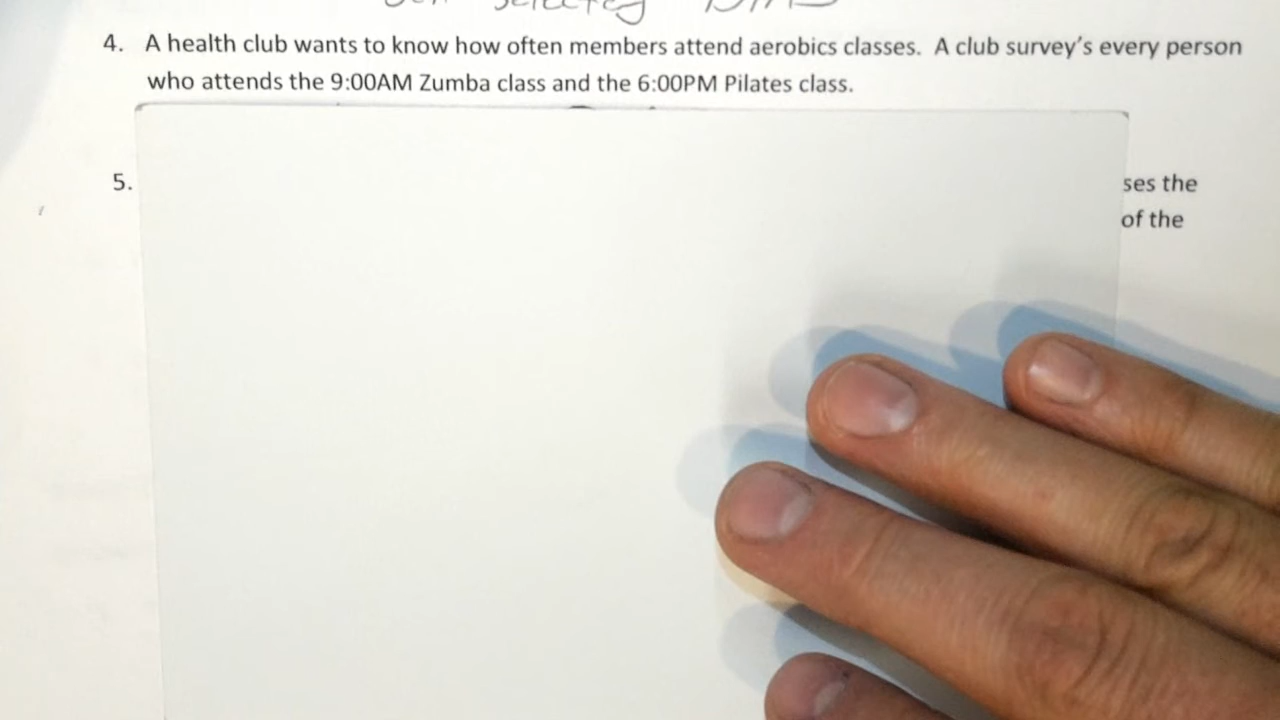 4. A health club wants to know how often members attend aerobics classes. A club survey's every person
who attends the 9:00AM Zumba class and the 6:00PM Pilates class.
5. ses the
of the